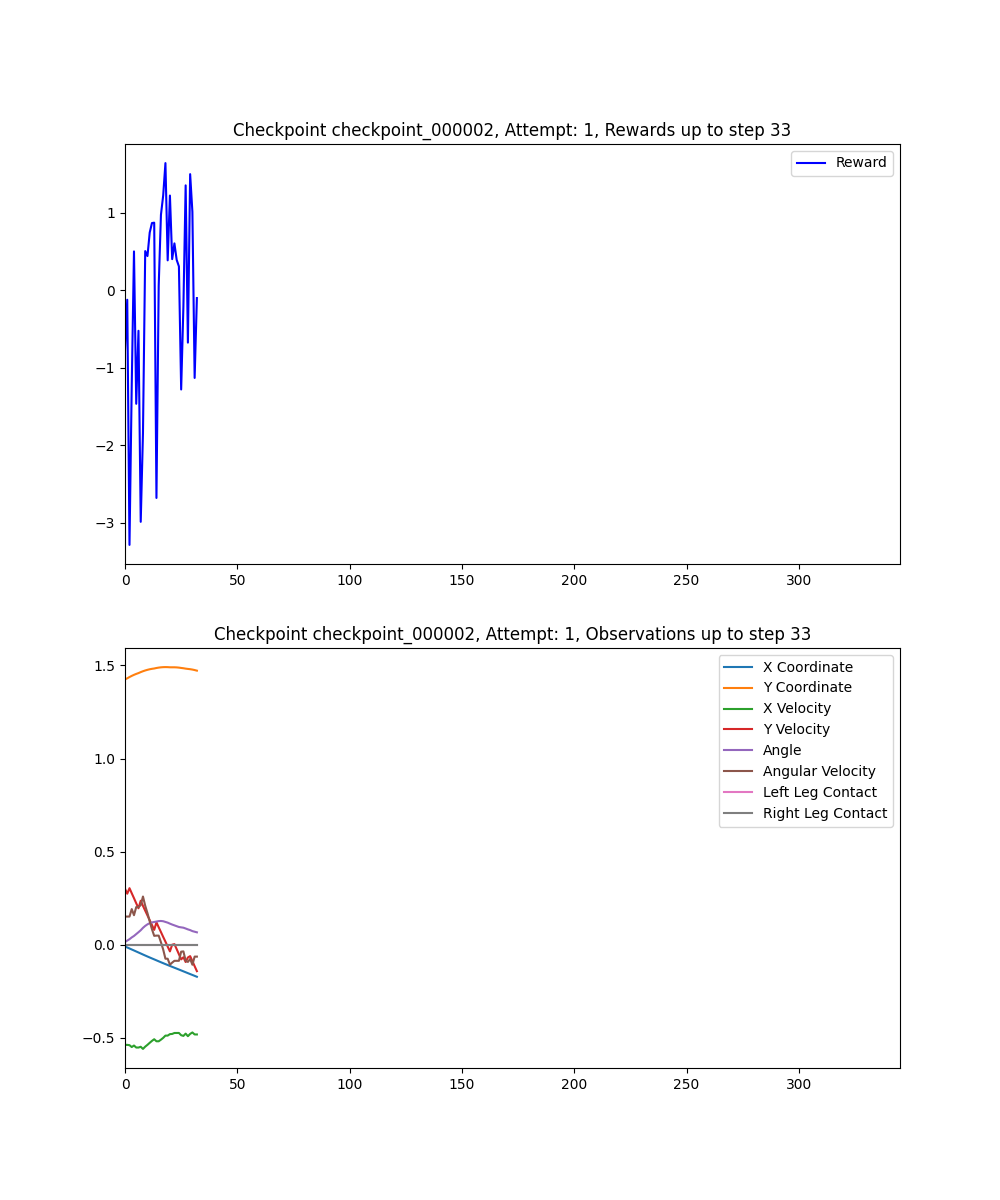 Checkpoint checkpoint_000002, Attempt: 1, Rewards up to step 33
Reward
1
0
−1
−2
−3
0 50 100 150 200 250 300
Checkpoint checkpoint_000002, Attempt: 1, Observations up to step 33
X Coordinate
Y Coordinate
X Velocity
Y Velocity
Angle
Angular Velocity
Left Leg Contact
Right Leg Contact
1.5
1.0
0.5
0.0
−0.5
0 50 100 150 200 250 300